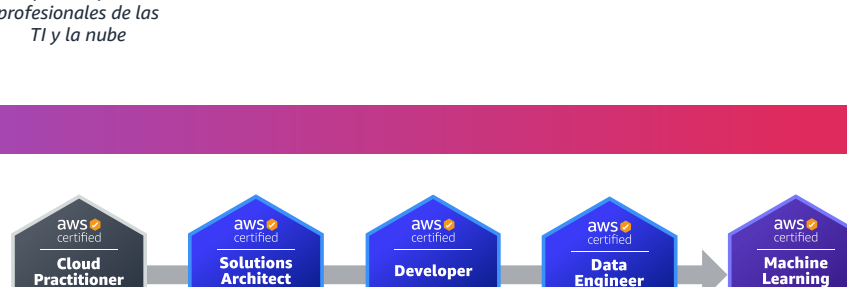 profesionales de las
TI y la nube
aws
certified
Cloud
Practitioner
aws
certified
Solutions
Architect
aws
certified
Developer
aws
certified
Data
Engineer
aws
certified
Machine
Learning